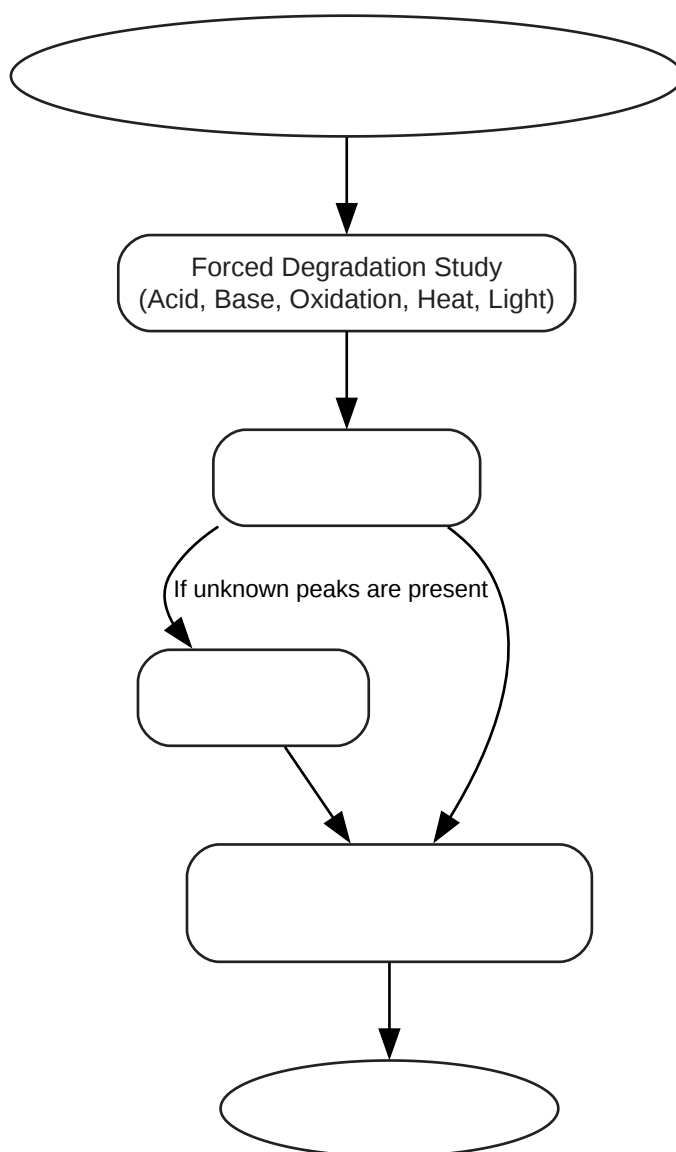 Forced Degradation Study
(Acid, Base, Oxidation, Heat, Light)
If unknown peaks are present